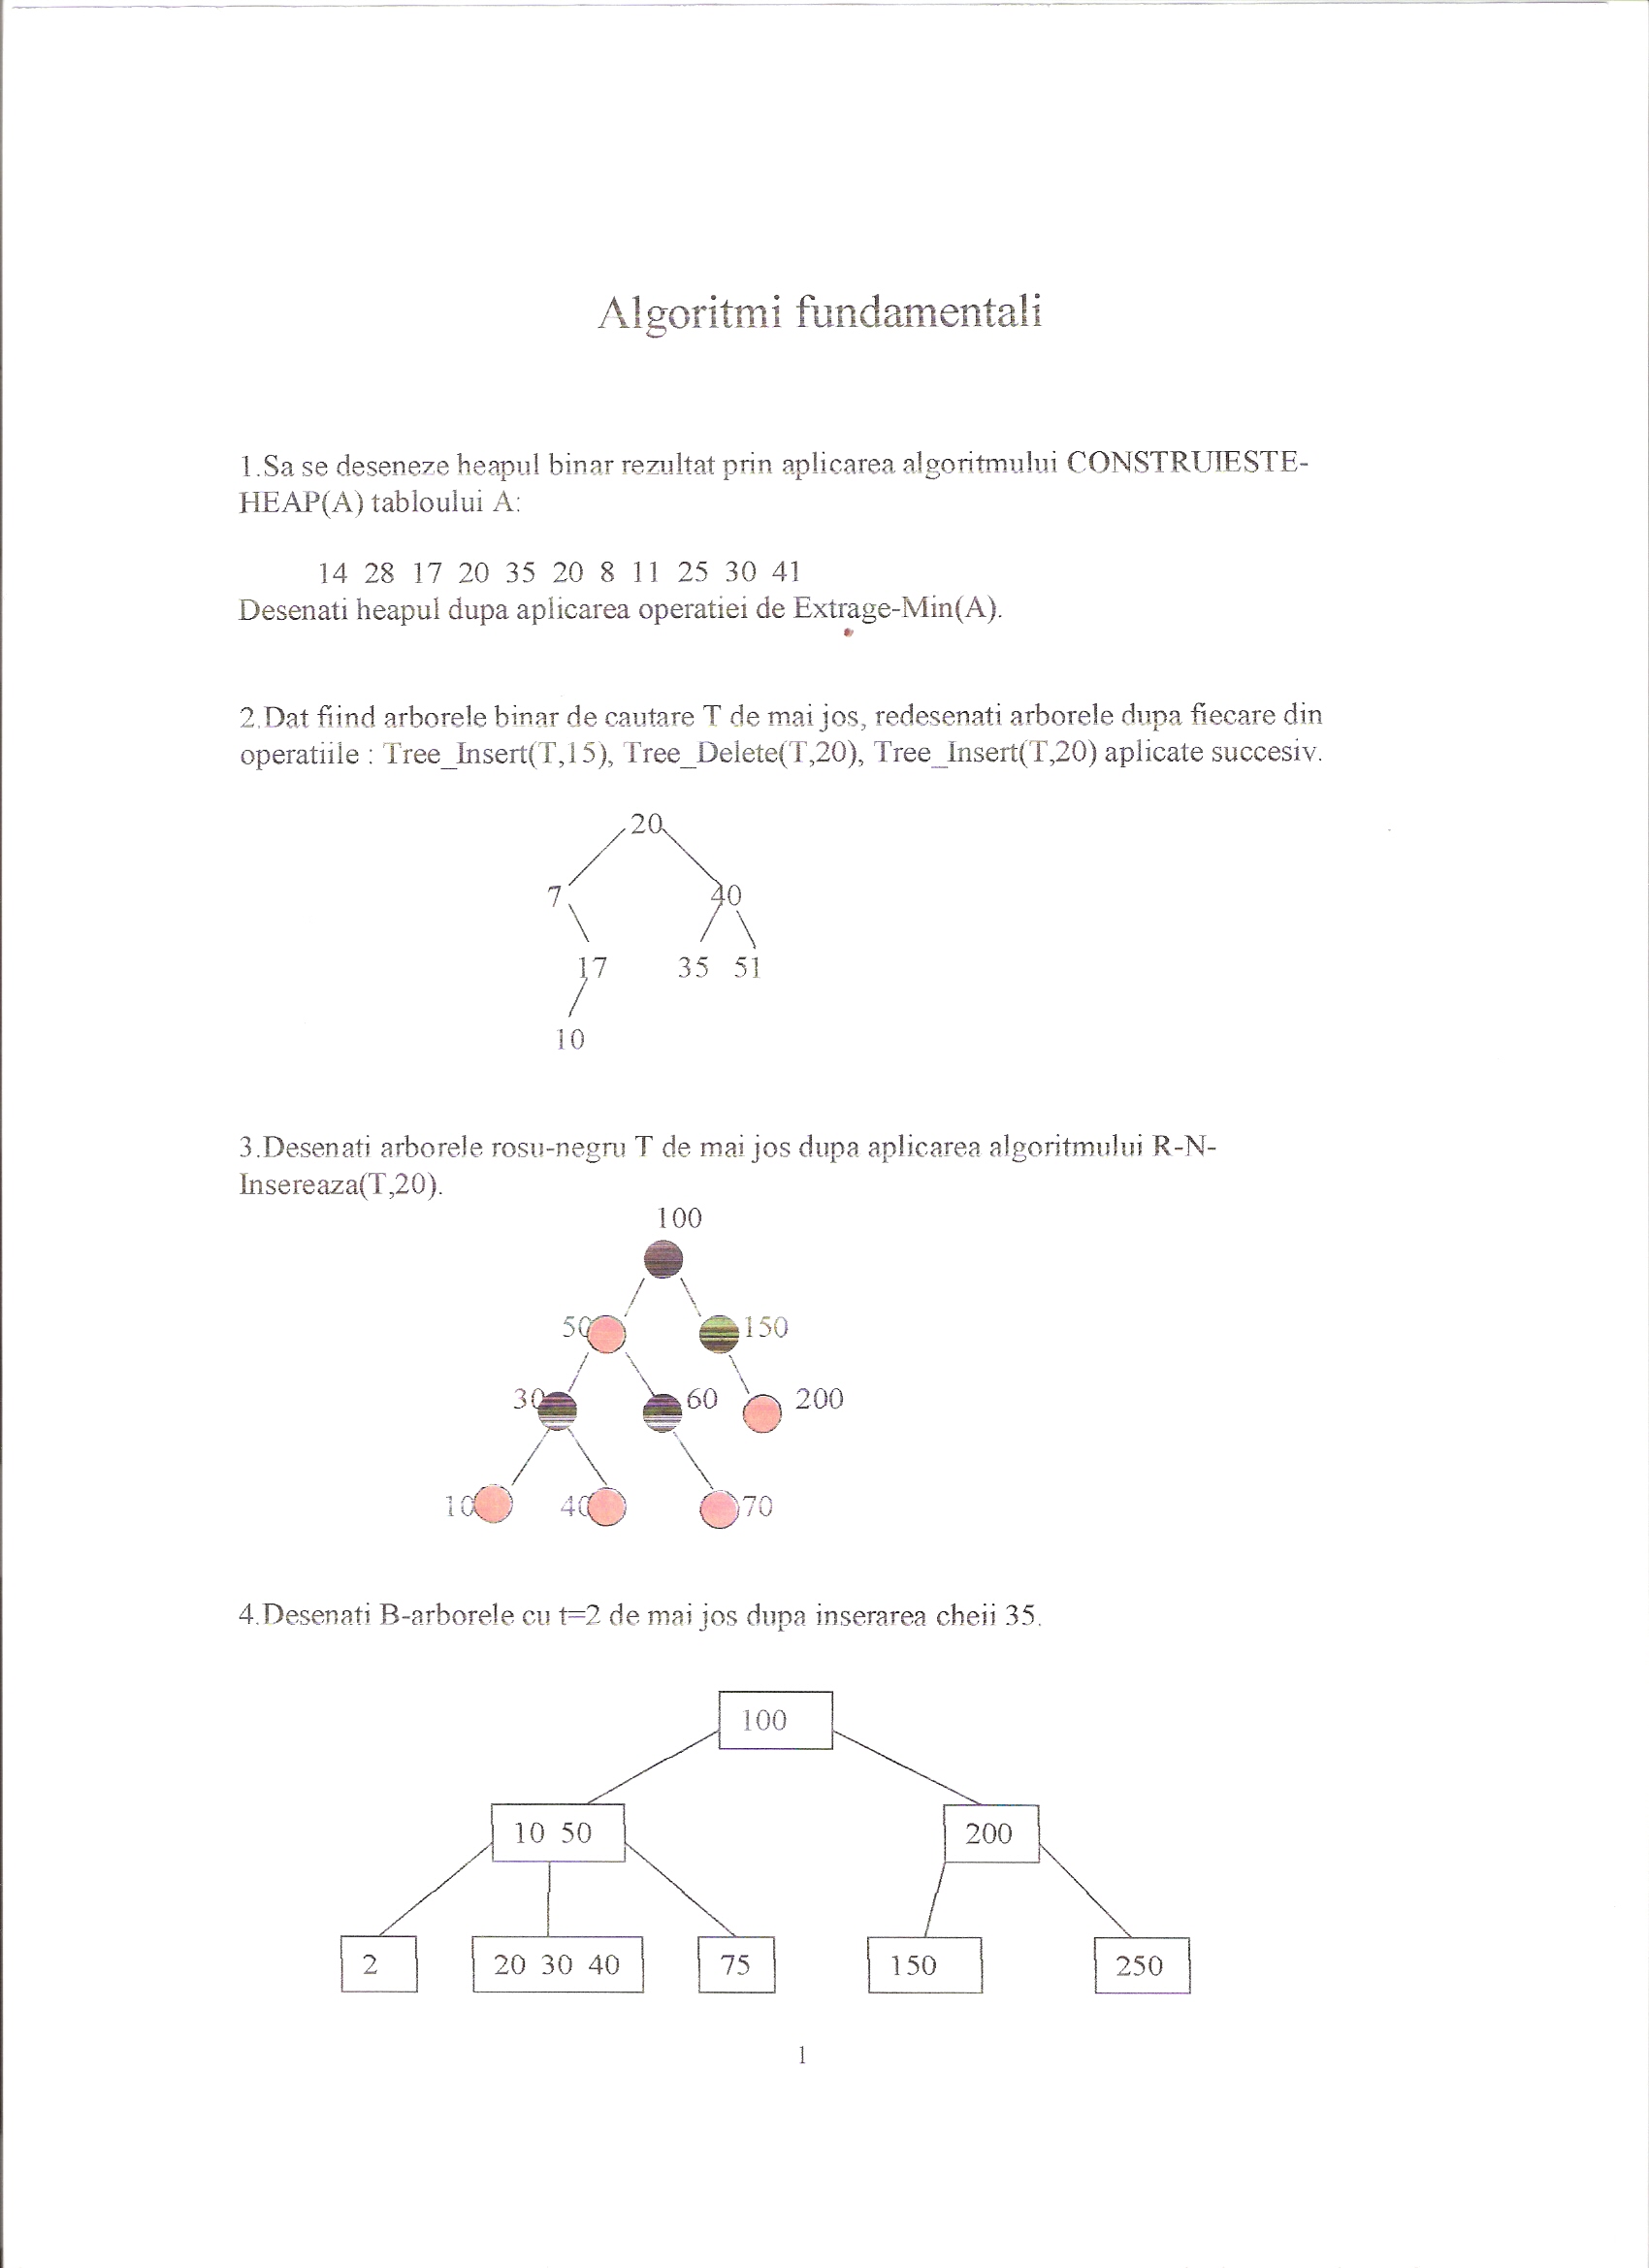 Algoritmi fundamentali
1.Sa se deseneze heapul binar rezultat prin aplicarea algoritmului CONSTRUIESTE-
HEAP(A) tabloului A:
14 28 17 20 35 20 8 11 25 30 41
Desenati heapul dupa aplicarea operatiei de Extrage-Min(A).
2.Dat fiind arborele binar de cautare T de mai jos, redesenati arborele dupa fiecare din
operatiile : Tree_Insert(T,15), Tree_Delete(T,20), Tree_Insert(T,20) aplicate succesiv.
20
7 40
17 35 51
10
3.Desenati arborele rosu-negru T de mai jos dupa aplicarea algoritmului R-N-
Insereaza(T,20).
100
50 150
30 60 200
10 40 70
4.Desenati B-arborele cu t=2 de mai jos dupa inserarea cheii 35.
100
10 50 200
2 20 30 40 75 150 250
1